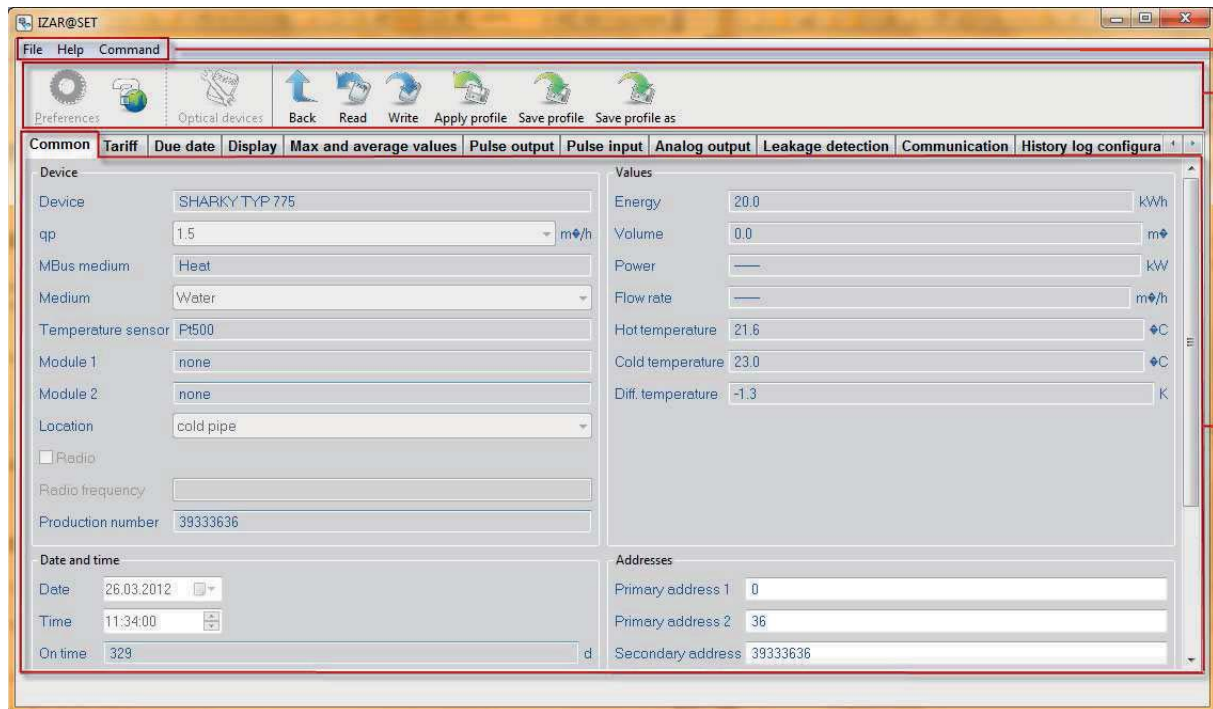 IZAR@SET
File Help Command
Preferences Optical devices Back Read Write Apply profile Save profile Save profile as
Common Tariff Due date Display Max and average values Pulse output Pulse input Analog output Leakage detection Communication History log configura
Device
Device SHARKY TYP 775
qp 1.5 m�/h
MBus medium Heat
Medium Water
Temperature sensor Pt500
Module 1 none
Module 2 none
Location cold pipe
Radio
Radio frequency
Production number 39333636
Values
Energy 20.0 kWh
Volume 0.0 m�
Power —— kW
Flow rate —— m�/h
Hot temperature 21.6 �C
Cold temperature 23.0 �C
Diff. temperature -1.3 K
Date and time
Date 26.03.2012
Time 11:34:00
On time 329 d
Addresses
Primary address 1 0
Primary address 2 36
Secondary address 39333636